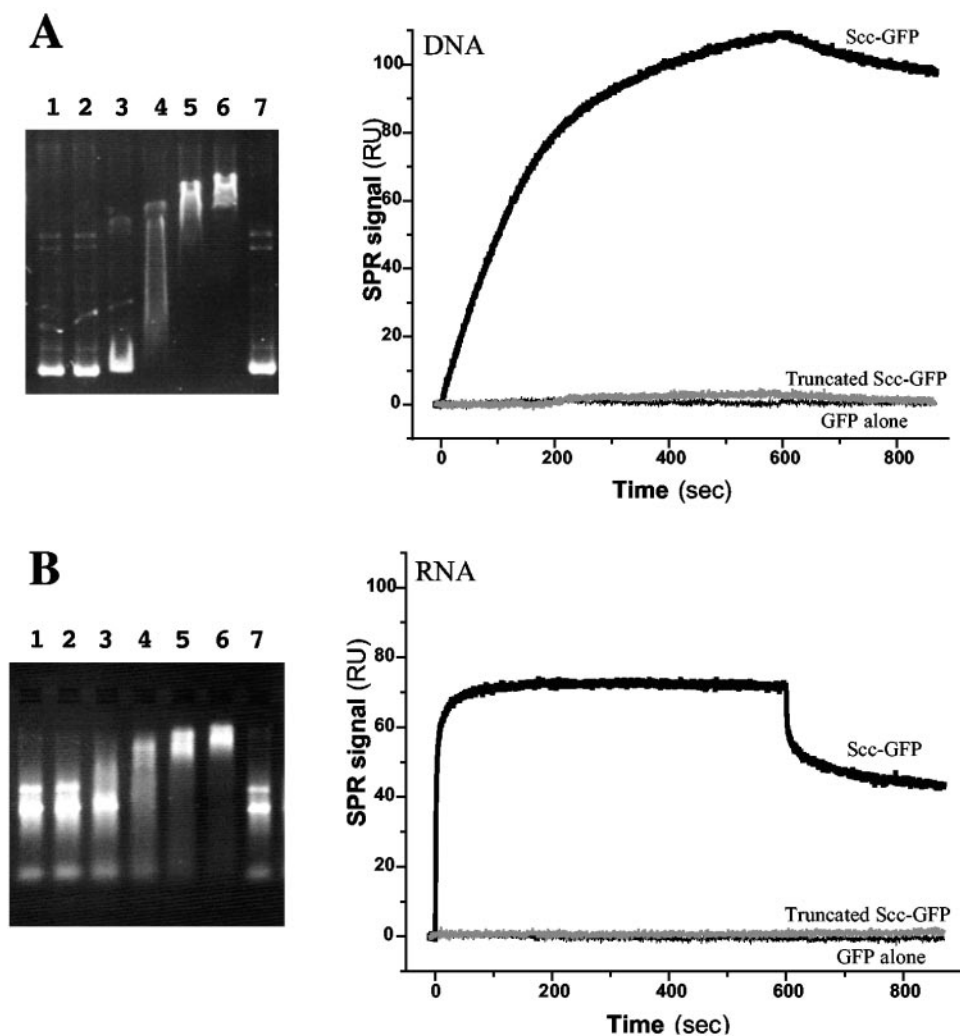 A
1 2 3 4 5 6 7
DNA
Scc-GFP
100
80
60
40
20
0
SPR signal (RU)
Truncated Scc-GFP
GFP alone
0 200 400 600 800
Time (sec)
B
1 2 3 4 5 6 7
RNA
100
80
60
40
20
0
SPR signal (RU)
Scc-GFP
Truncated Scc-GFP
GFP alone
0 200 400 600 800
Time (sec)